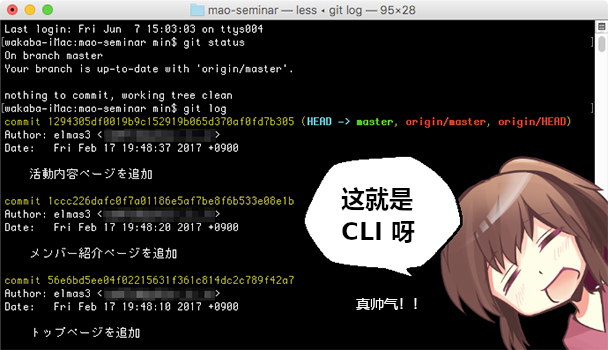 mao-seminar — less ◂ git log — 95×28
Last login: Fri Jun  7 15:03:03 on ttys004
[wakaba-iMac:mao-seminar min$ git status
On branch master
Your branch is up-to-date with 'origin/master'.
nothing to commit, working tree clean
[wakaba-iMac:mao-seminar min$ git log
commit 1294305df0019b9c152919b065d370af0fd7b305 (HEAD -> master, origin/master, origin/HEAD)
Author: elmas3 <
Date:   Fri Feb 17 19:48:37 2017 +0900
活動内容ページを追加
commit 1ccc226dafc0f7a01186e5af7be8f6b533e08e1b
Author: elmas3 <
Date:   Fri Feb 17 19:48:20 2017 +0900
メンバー紹介ページを追加
commit 56e6bd5ee04f02215631f361c814dc2c789f42a7
Author: elmas3 <
Date:   Fri Feb 17 19:48:10 2017 +0900
トップページを追加
这就是
CLI 呀
真帅气！！